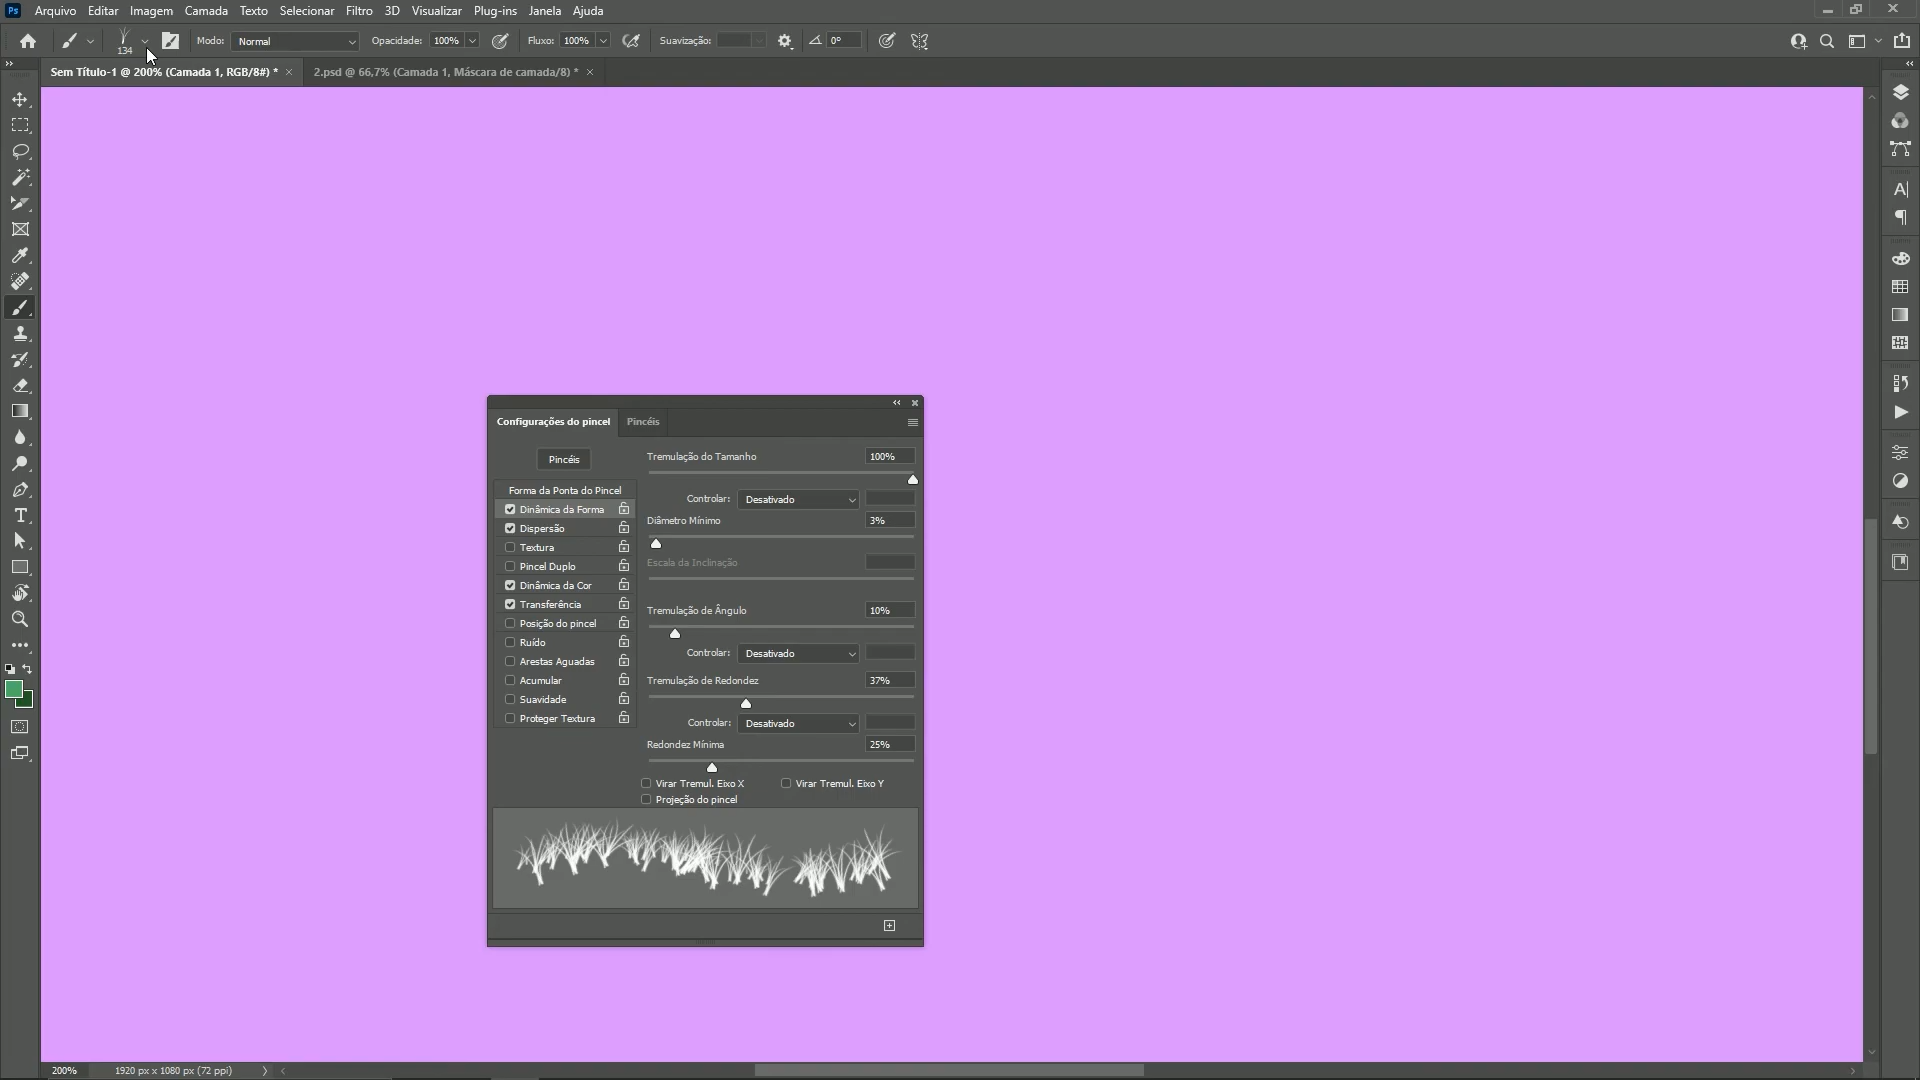 Ps Arquivo Editar Imagem Camada Texto Selecionar Filtro 3D Visualizar Plug-ins Janela Ajuda
134 Modo: Normal Opacidade: 100% Fluxo: 100% Suavização: 0°
Sem Título-1 @ 200% (Camada 1, RGB/8#) * × 2.psd @ 66,7% (Camada 1, Máscara de camada/8) * ×
Configurações do pincel Pincéis
Pincéis
Forma da Ponta do Pincel
Dinâmica da Forma
Dispersão
Textura
Pincel Duplo
Dinâmica da Cor
Transferência
Posição do pincel
Ruído
Arestas Aguadas
Acumular
Suavidade
Proteger Textura
Tremulação do Tamanho 100%
Controlar: Desativado
Diâmetro Mínimo 3%
Escala da Inclinação
Tremulação de Ângulo 10%
Controlar: Desativado
Tremulação de Redondez 37%
Controlar: Desativado
Redondez Mínima 25%
Virar Tremul. Eixo X Virar Tremul. Eixo Y
Projeção do pincel
200% 1920 px x 1080 px (72 ppi)